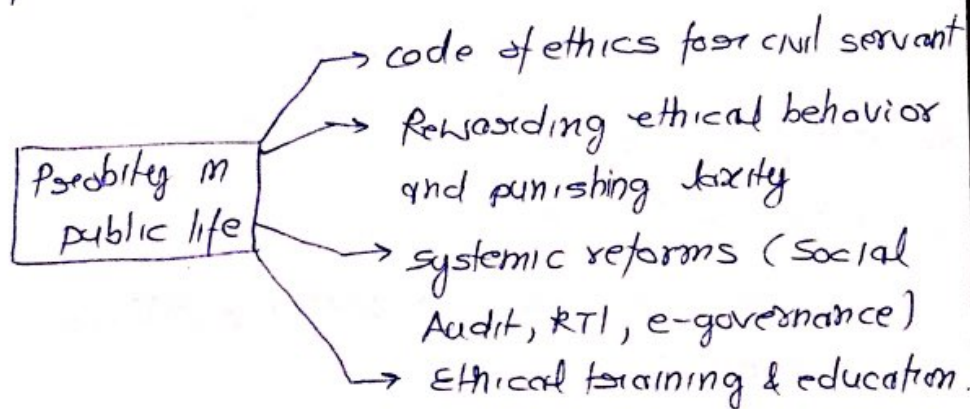 code of ethics for civil servant
Rewarding ethical behavior
and punishing laxity
Probity in
public life
systemic reforms (Social
Audit, RTI, e-governance)
Ethical training & education.